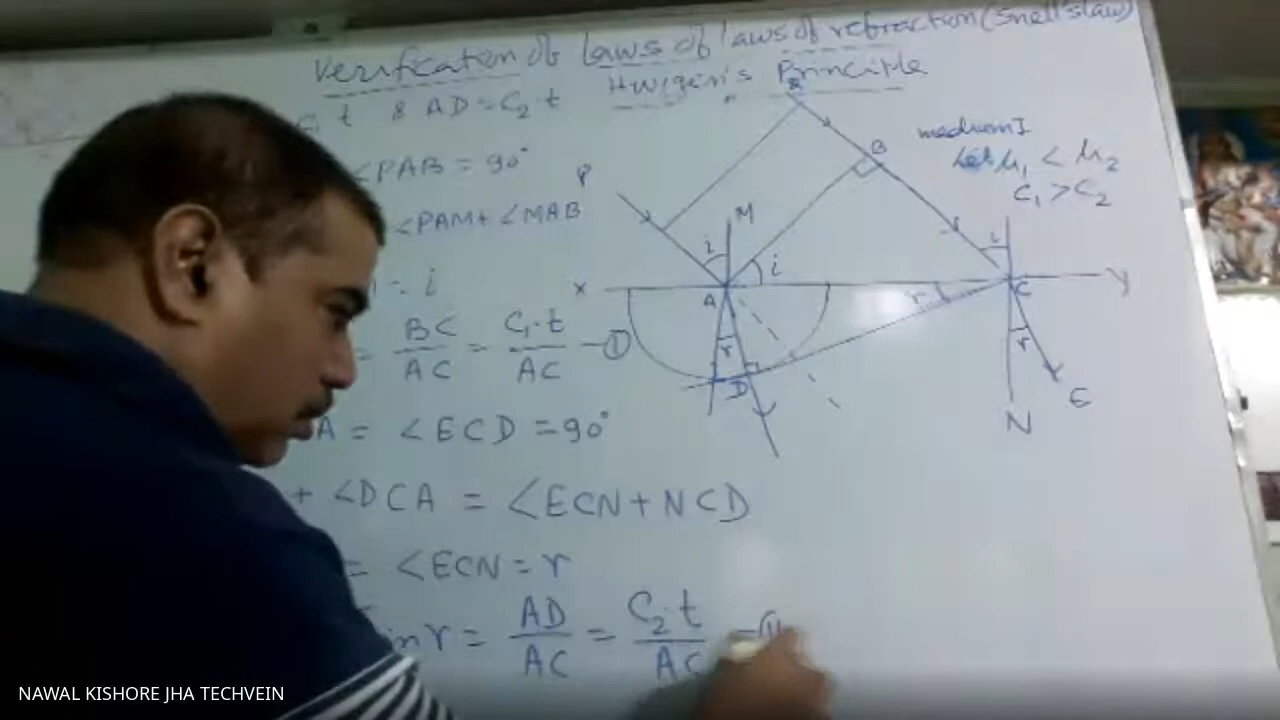 Verification of Laws of laws of refraction (Snell's law)
Huygen's Principle
t & AD = C₂ t
<PAB = 90°
<PAM + <MAB
= i
= BC/AC = C₁·t/AC — ①
A = <ECD = 90°
+ <DCA = <ECN + NCD
= <ECN = r
in r = AD/AC = C₂·t/AC —
medium I
Let μ₁ < μ₂
C₁ > C₂
P
B
M
i
i
i
X
A
r
C
Y
r
D
r
E
N
NAWAL KISHORE JHA TECHVEIN